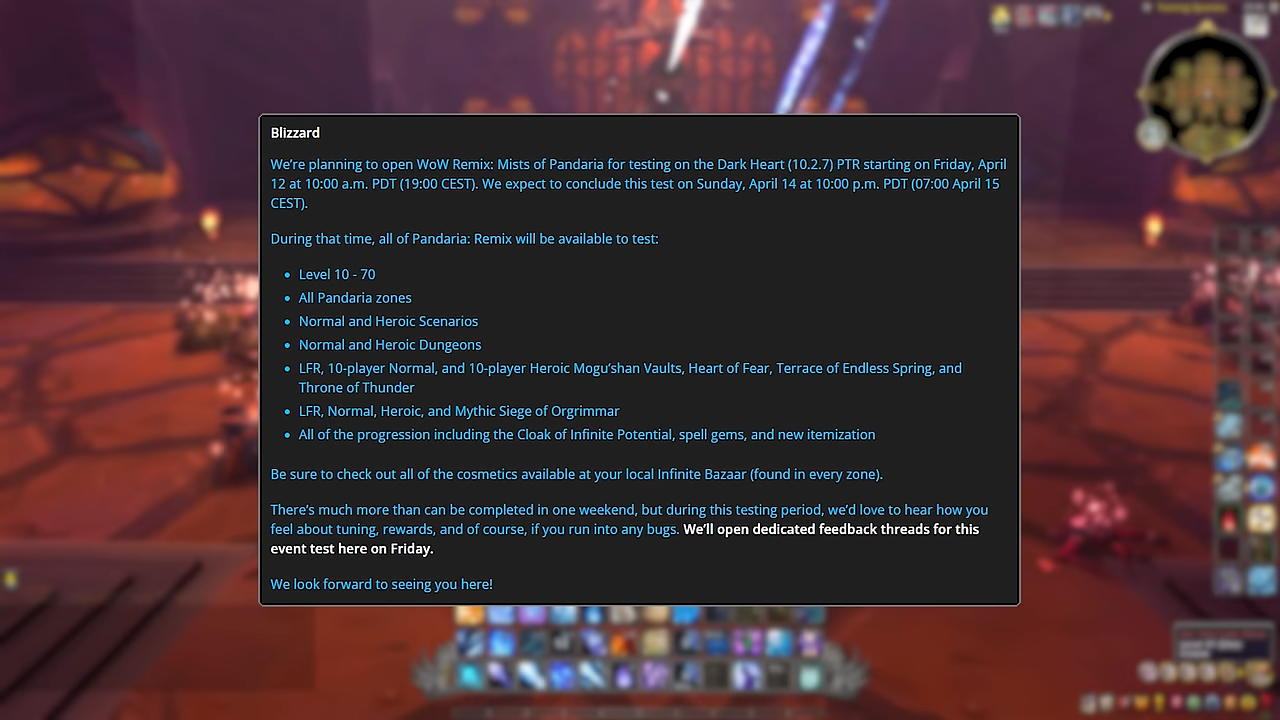 Blizzard
We're planning to open WoW Remix: Mists of Pandaria for testing on the Dark Heart (10.2.7) PTR starting on Friday, April
12 at 10:00 a.m. PDT (19:00 CEST). We expect to conclude this test on Sunday, April 14 at 10:00 p.m. PDT (07:00 April 15
CEST).
During that time, all of Pandaria: Remix will be available to test:
• Level 10 - 70
• All Pandaria zones
• Normal and Heroic Scenarios
• Normal and Heroic Dungeons
• LFR, 10-player Normal, and 10-player Heroic Mogu'shan Vaults, Heart of Fear, Terrace of Endless Spring, and
Throne of Thunder
• LFR, Normal, Heroic, and Mythic Siege of Orgrimmar
• All of the progression including the Cloak of Infinite Potential, spell gems, and new itemization
Be sure to check out all of the cosmetics available at your local Infinite Bazaar (found in every zone).
There's much more than can be completed in one weekend, but during this testing period, we'd love to hear how you
feel about tuning, rewards, and of course, if you run into any bugs. We'll open dedicated feedback threads for this
event test here on Friday.
We look forward to seeing you here!